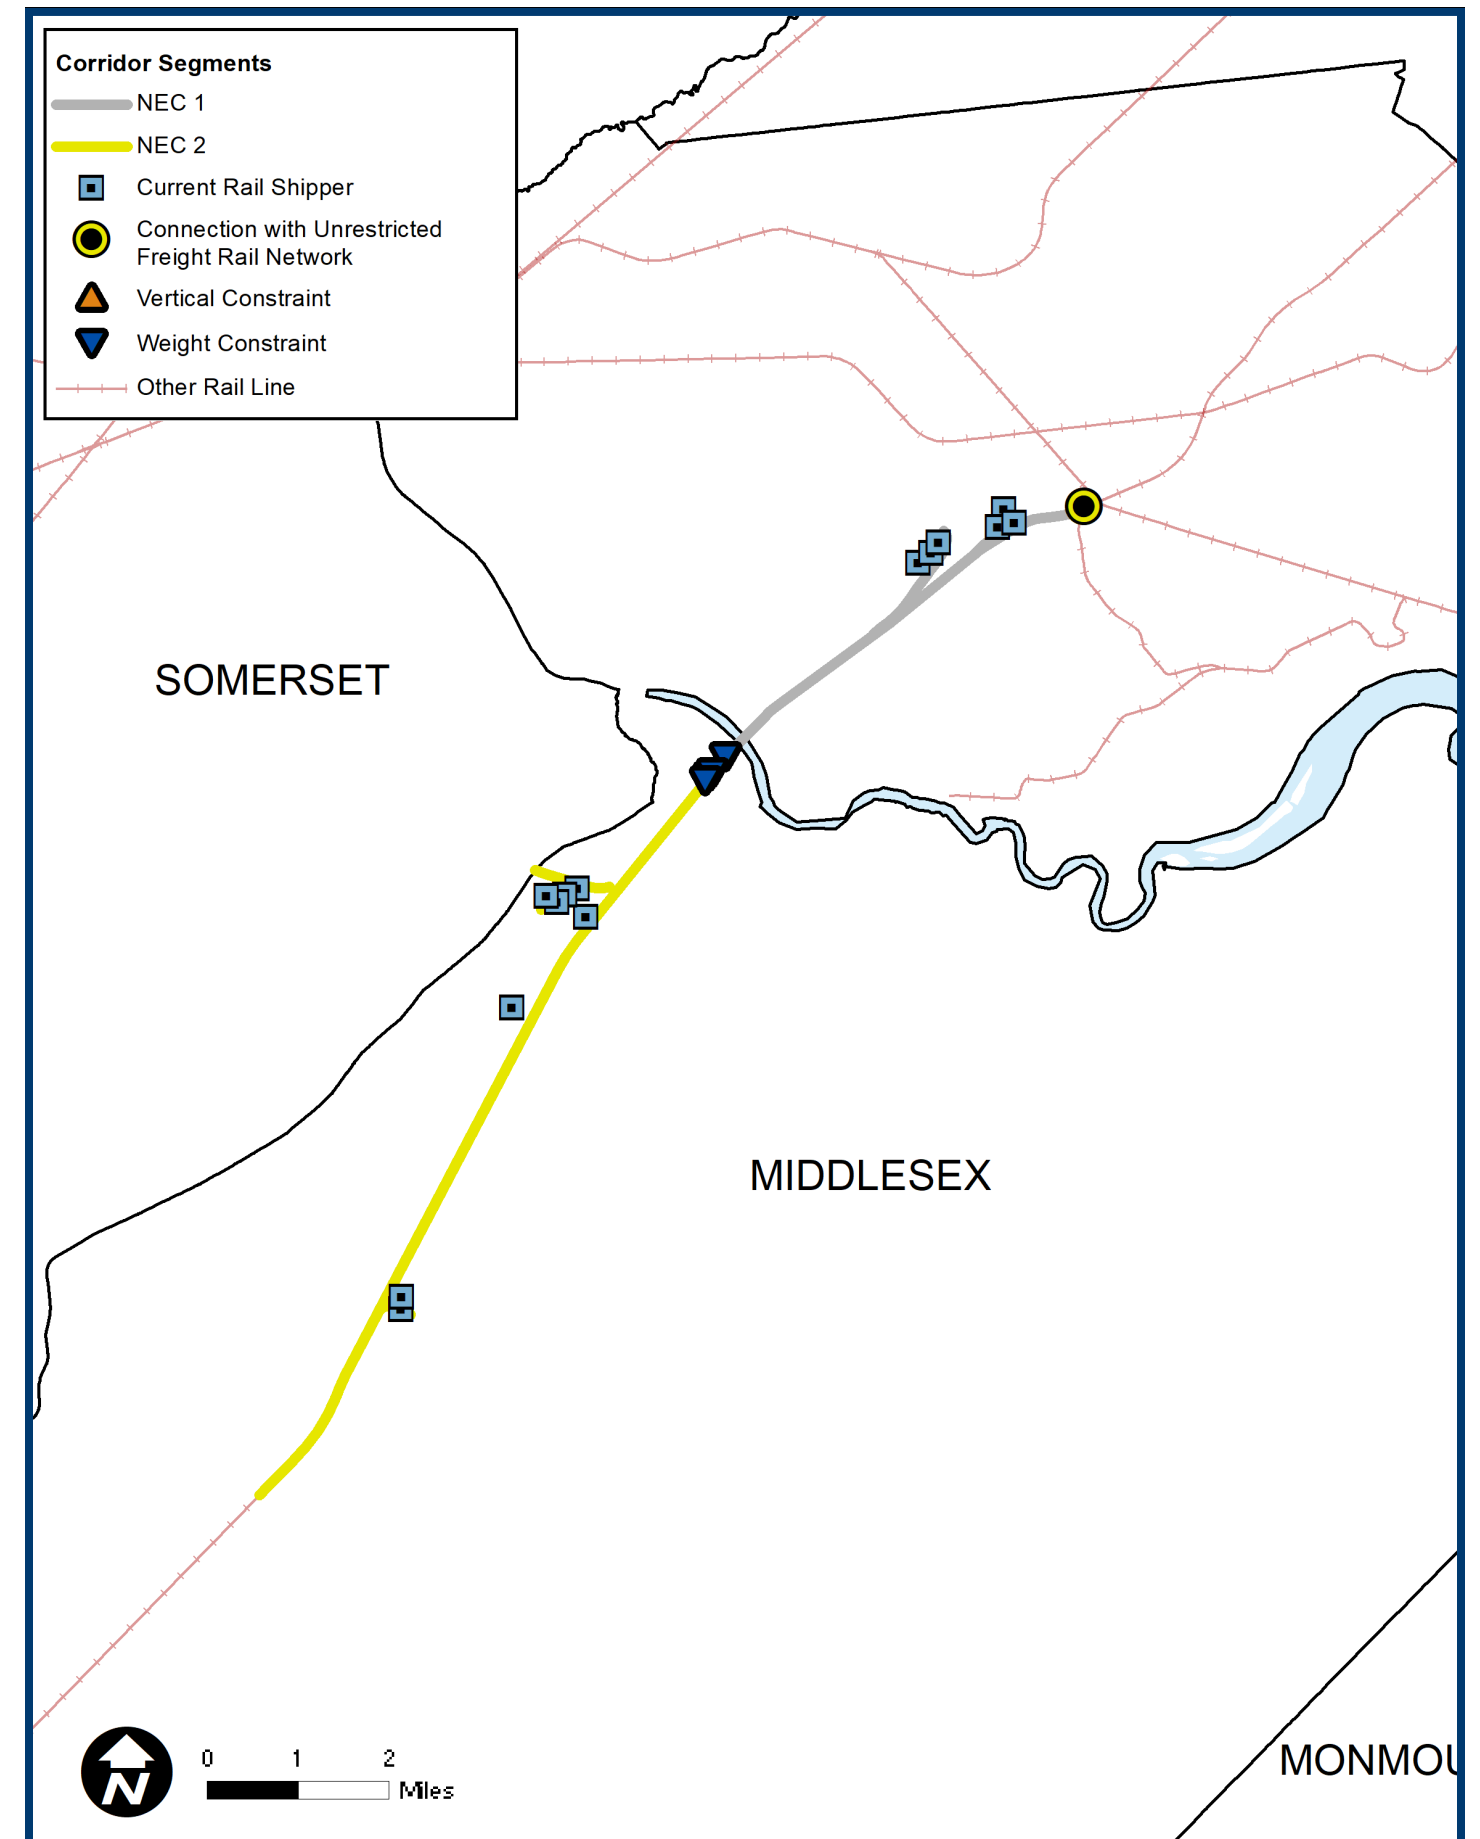 Corridor Segments
NEC 1
NEC 2
Current Rail Shipper
Connection with Unrestricted
Freight Rail Network
Vertical Constraint
Weight Constraint
Other Rail Line
SOMERSET
MIDDLESEX
MONMOU
N
0 1 2
Miles